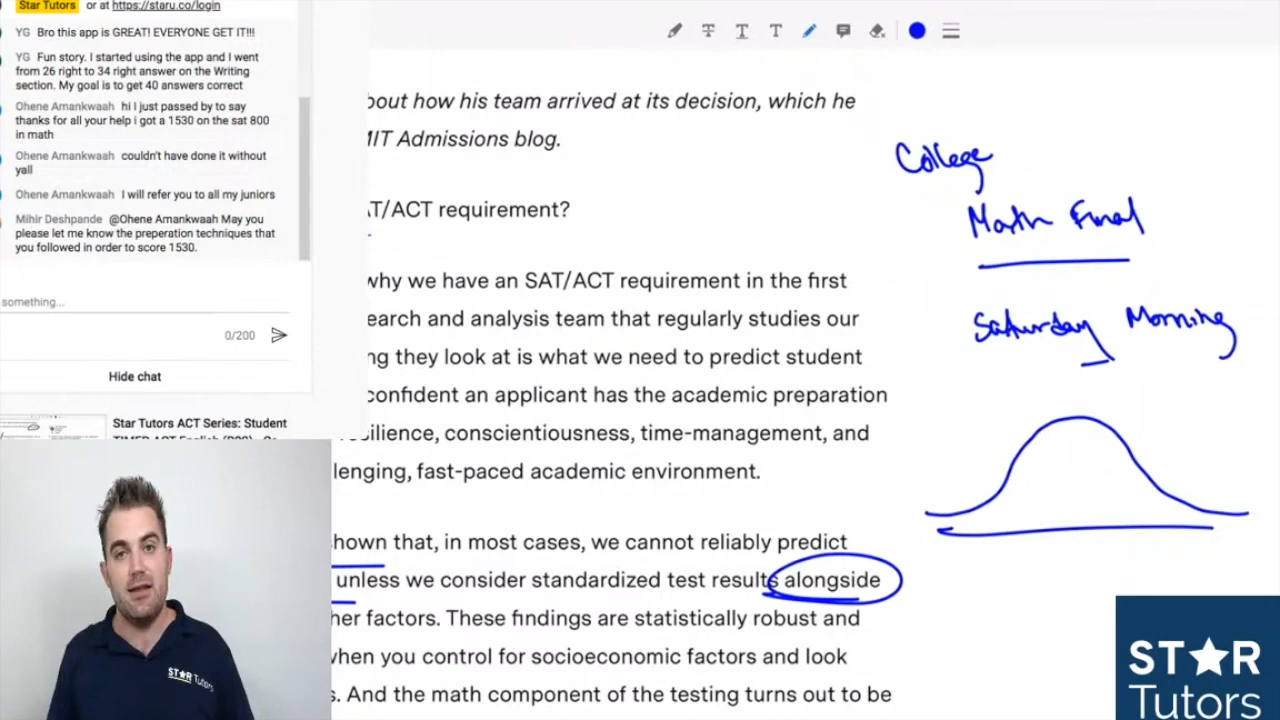 Star Tutors or at https://staru.co/login
YG Bro this app is GREAT! EVERYONE GET IT!!!
YG Fun story. I started using the app and I went
from 26 right to 34 right answer on the Writing
section. My goal is to get 40 answers correct
Ohene Amankwaah hi I just passed by to say
thanks for all your help i got a 1530 on the sat 800
in math
Ohene Amankwaah couldn't have done it without
yall
Ohene Amankwaah I will refer you to all my juniors
Mihir Deshpande @Ohene Amankwaah May you
please let me know the preperation techniques that
you followed in order to score 1530.
something...
0/200
Hide chat
Star Tutors ACT Series: Student
bout how his team arrived at its decision, which he
MIT Admissions blog.
AT/ACT requirement?
why we have an SAT/ACT requirement in the first
earch and analysis team that regularly studies our
ng they look at is what we need to predict student
confident an applicant has the academic preparation
silience, conscientiousness, time-management, and
lenging, fast-paced academic environment.
hown that, in most cases, we cannot reliably predict
unless we consider standardized test results alongside
her factors. These findings are statistically robust and
when you control for socioeconomic factors and look
s. And the math component of the testing turns out to be
College
Math Final
Saturday Morning
STAR Tutors
STAR
Tutors